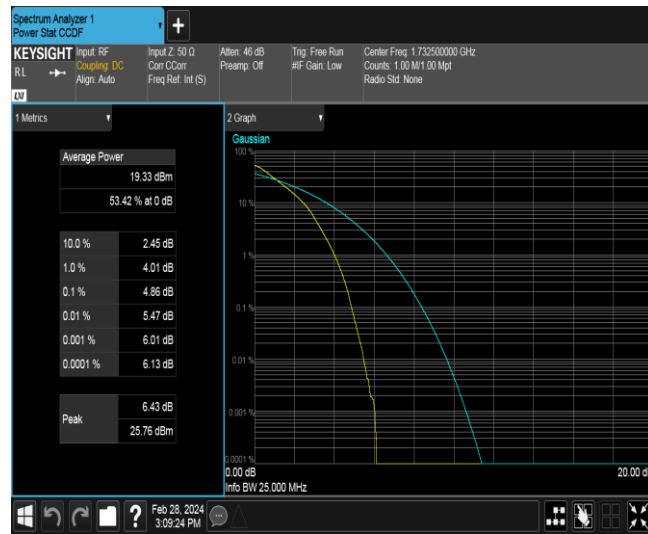 Spectrum Analyzer 1
Power Stat CCDF
+
KEYSIGHT
RL
LXI
Input: RF
Coupling: DC
Align: Auto
Input Z: 50 Ω
Corr CCorr
Freq Ref: Int (S)
Atten: 46 dB
Preamp: Off
Trig: Free Run
#IF Gain: Low
Center Freq: 1.732500000 GHz
Counts: 1.00 M/1.00 Mpt
Radio Std: None
1 Metrics
Average Power
19.33 dBm
53.42 % at 0 dB
10.0 % 2.45 dB
1.0 % 4.01 dB
0.1 % 4.86 dB
0.01 % 5.47 dB
0.001 % 6.01 dB
0.0001 % 6.13 dB
Peak
6.43 dB
25.76 dBm
2 Graph
Gaussian
100 %
10 %
1 %
0.1 %
0.01 %
0.001 %
0.0001 %
0.00 dB 20.00 d
Info BW 25.000 MHz
?
Feb 28, 2024
3:09:24 PM